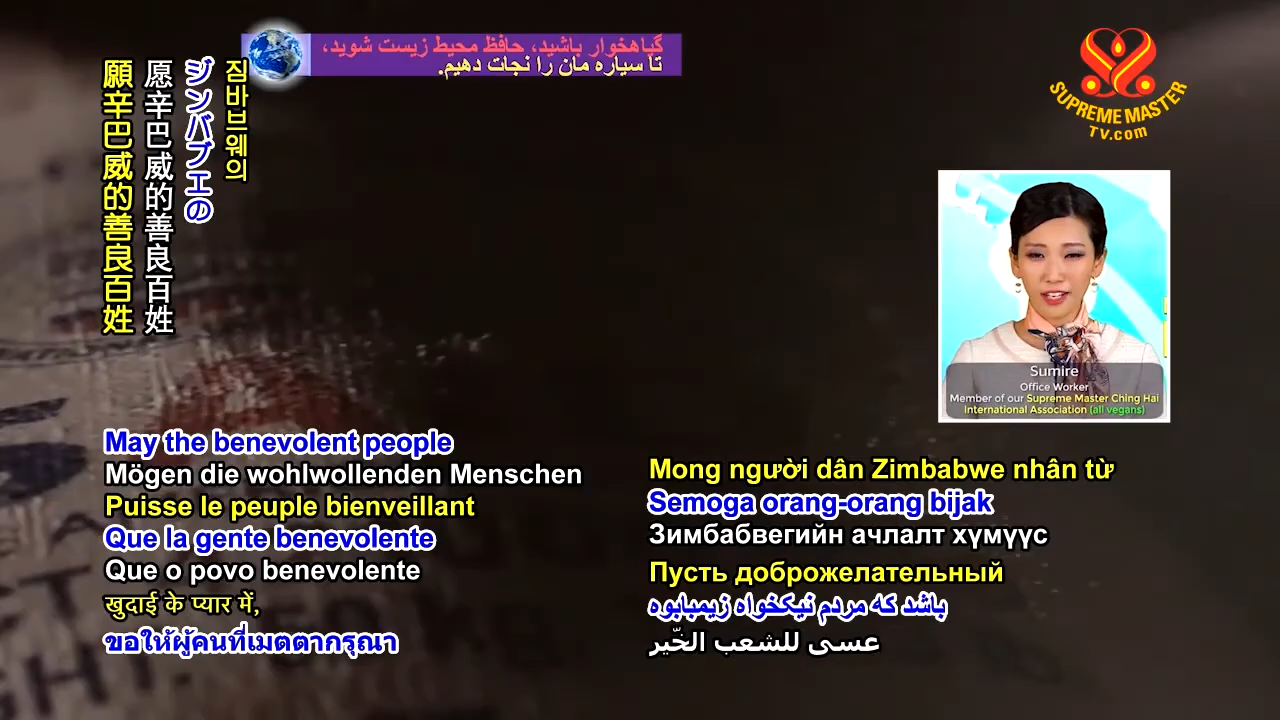 گیاهخوار باشید، حافظ محیط زیست شوید،
تا سیاره مان را نجات دهیم.
SUPREME MASTER
TV.com
짐바브웨의
ジンバブエの
愿辛巴威的善良百姓
願辛巴威的善良百姓
Sumire
Office Worker
Member of our Supreme Master Ching Hai
International Association (all vegans)
May the benevolent people
Mögen die wohlwollenden Menschen
Puisse le peuple bienveillant
Que la gente benevolente
Que o povo benevolente
खुदाई के प्यार में,
ขอให้ผู้คนที่เมตตากรุณา
Mong người dân Zimbabwe nhân từ
Semoga orang-orang bijak
Зимбабвегийн ачлалт хүмүүс
Пусть доброжелательный
باشد که مردم نیکخواه زیمبابوه
عسى للشعب الخّير